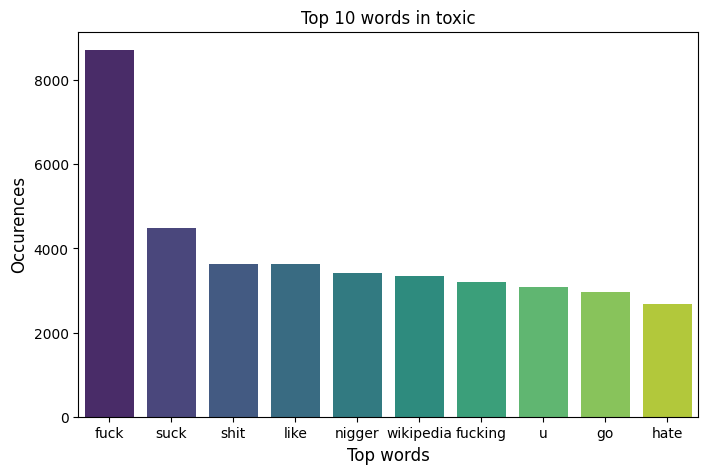 Top 10 words in toxic
Occurences
8000
6000
4000
2000
0
fuck suck shit like nigger wikipedia fucking u go hate
Top words